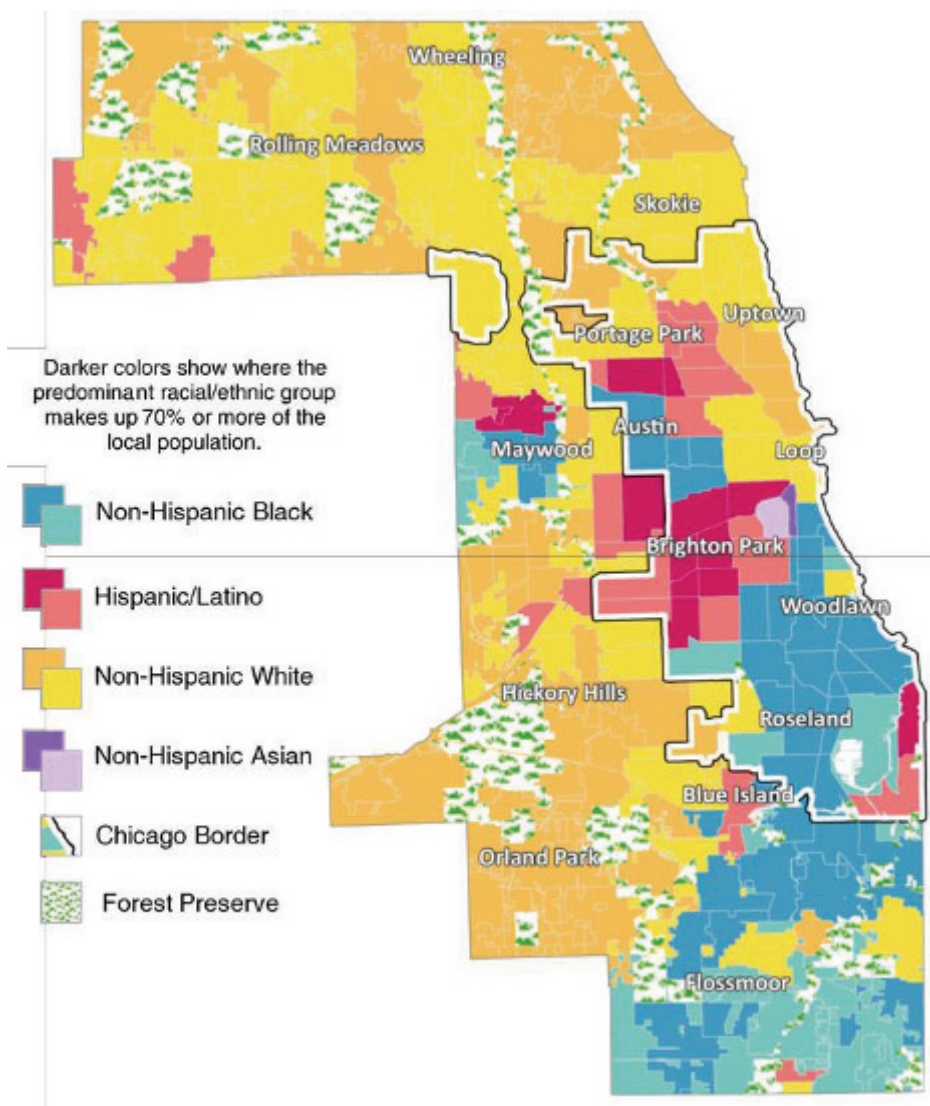 Wheeling
Rolling Meadows
Skokie
Uptown
Portage Park
Darker colors show where the
predominant racial/ethnic group
makes up 70% or more of the
local population.
Austin
Maywood
Loop
Non-Hispanic Black
Brighton Park
Hispanic/Latino
Woodlawn
Non-Hispanic White
Hickory Hills
Roseland
Non-Hispanic Asian
Blue Island
Chicago Border
Orland Park
Forest Preserve
Flossmoor